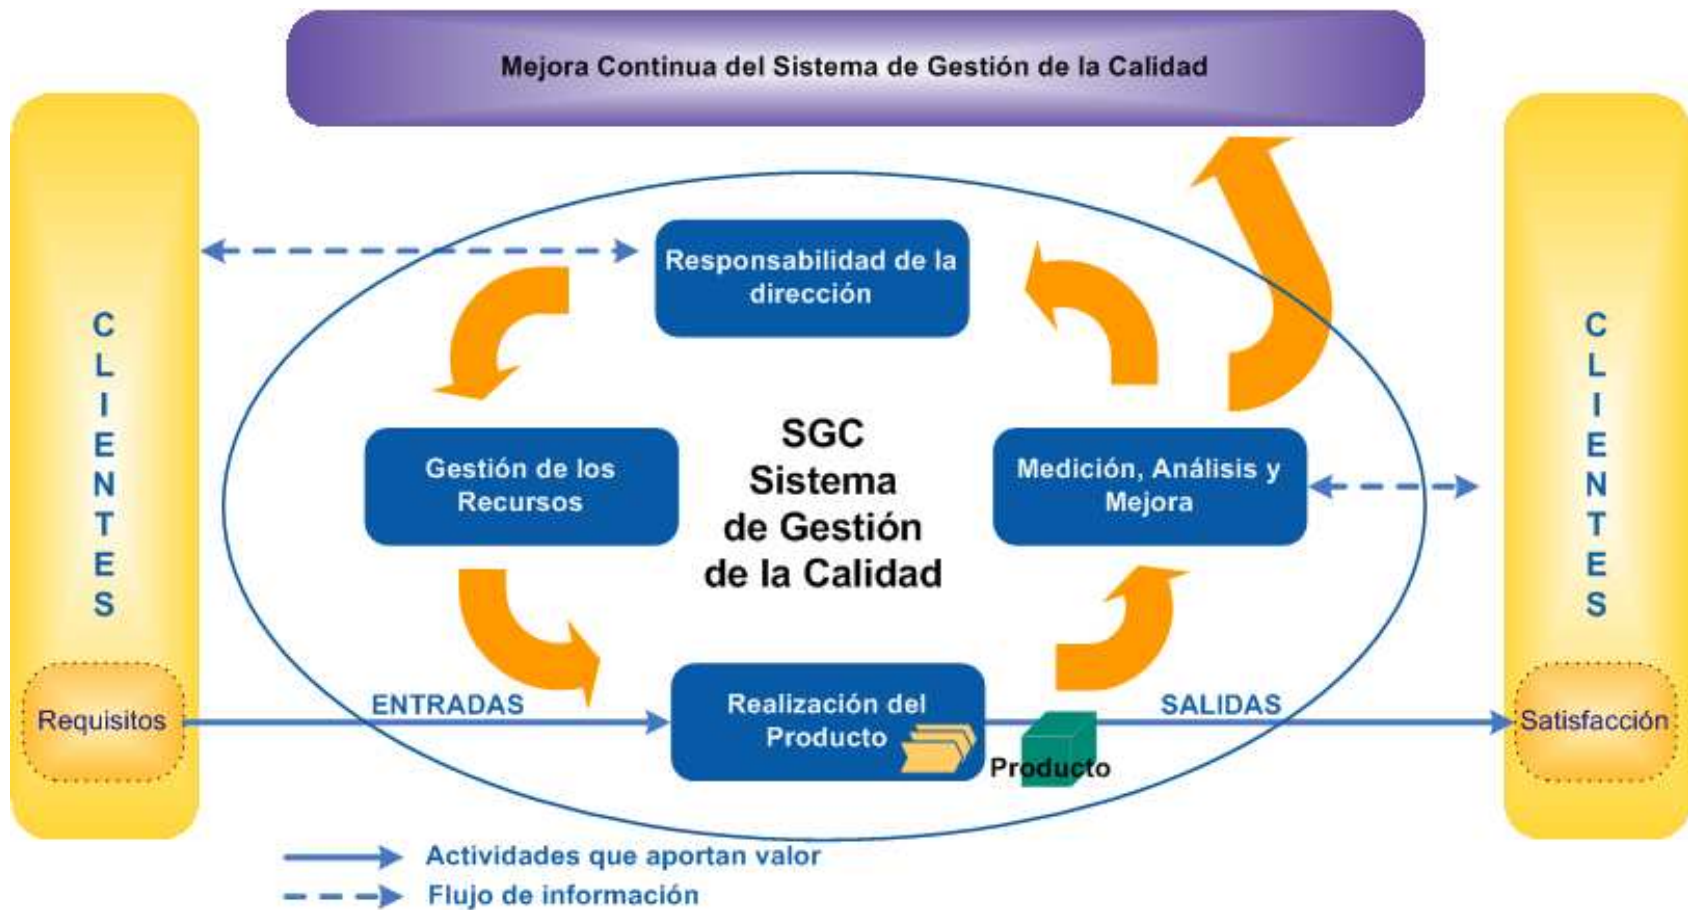 Mejora Continua del Sistema de Gestión de la Calidad
CLIENTES
Requisitos
Responsabilidad de la
dirección
Gestión de los
Recursos
SGC
Sistema
de Gestión
de la Calidad
Medición, Análisis y
Mejora
ENTRADAS
Realización del
Producto
Producto
SALIDAS
CLIENTES
Satisfacción
Actividades que aportan valor
Flujo de información